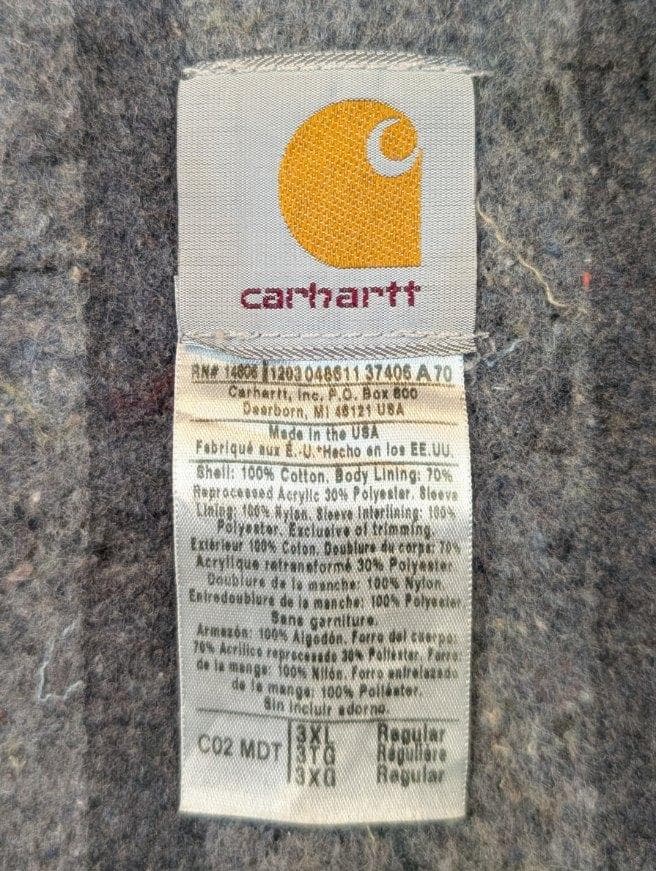 carhartt
RN# 14806 12030 048611 37406 A 70
Carhartt, Inc. P.O. Box 600
Dearborn, MI 48121 USA
Made in the USA
Fabriqué aux É.-U.*Hecho en los EE.UU.
Shell: 100% Cotton. Body Lining: 70%
Reprocessed Acrylic 30% Polyester. Sleeve
Lining: 100% Nylon. Sleeve Interlining: 100%
Polyester. Exclusive of trimming.
Extérieur 100% Coton. Doublure du corps: 70%
Acrylique retransformé 30% Polyester
Doublure de la manche: 100% Nylon.
Entredoublure de la manche: 100% Polyester
Sans garniture.
Armazón: 100% Algodón. Forro del cuerpo:
70% Acrílico reprocesado 30% Poliéster. Forro
de la manga: 100% Nilón. Forro entrelazado
de la manga: 100% Poliéster.
Sin incluir adorno.
C02 MDT 3XL Regular
3TG Régulière
3XG Regular